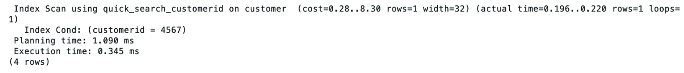 Index Scan using quick_search_customerid on customer  (cost=0.28..8.30 rows=1 width=32) (actual time=0.196..0.220 rows=1 loops=
1)
Index Cond: (customerid = 4567)
Planning time: 1.090 ms
Execution time: 0.345 ms
(4 rows)